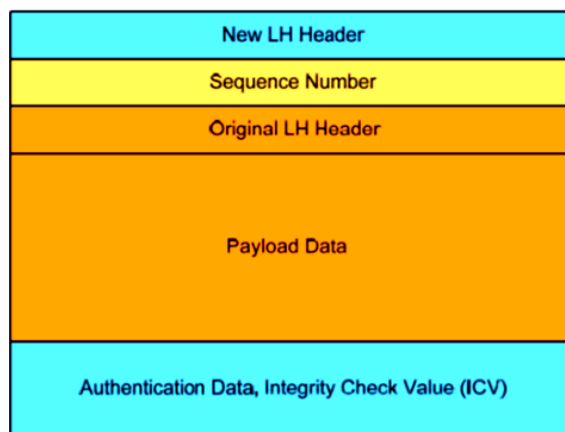 New LH Header
Sequence Number
Original LH Header
Payload Data
Authentication Data, Integrity Check Value (ICV)